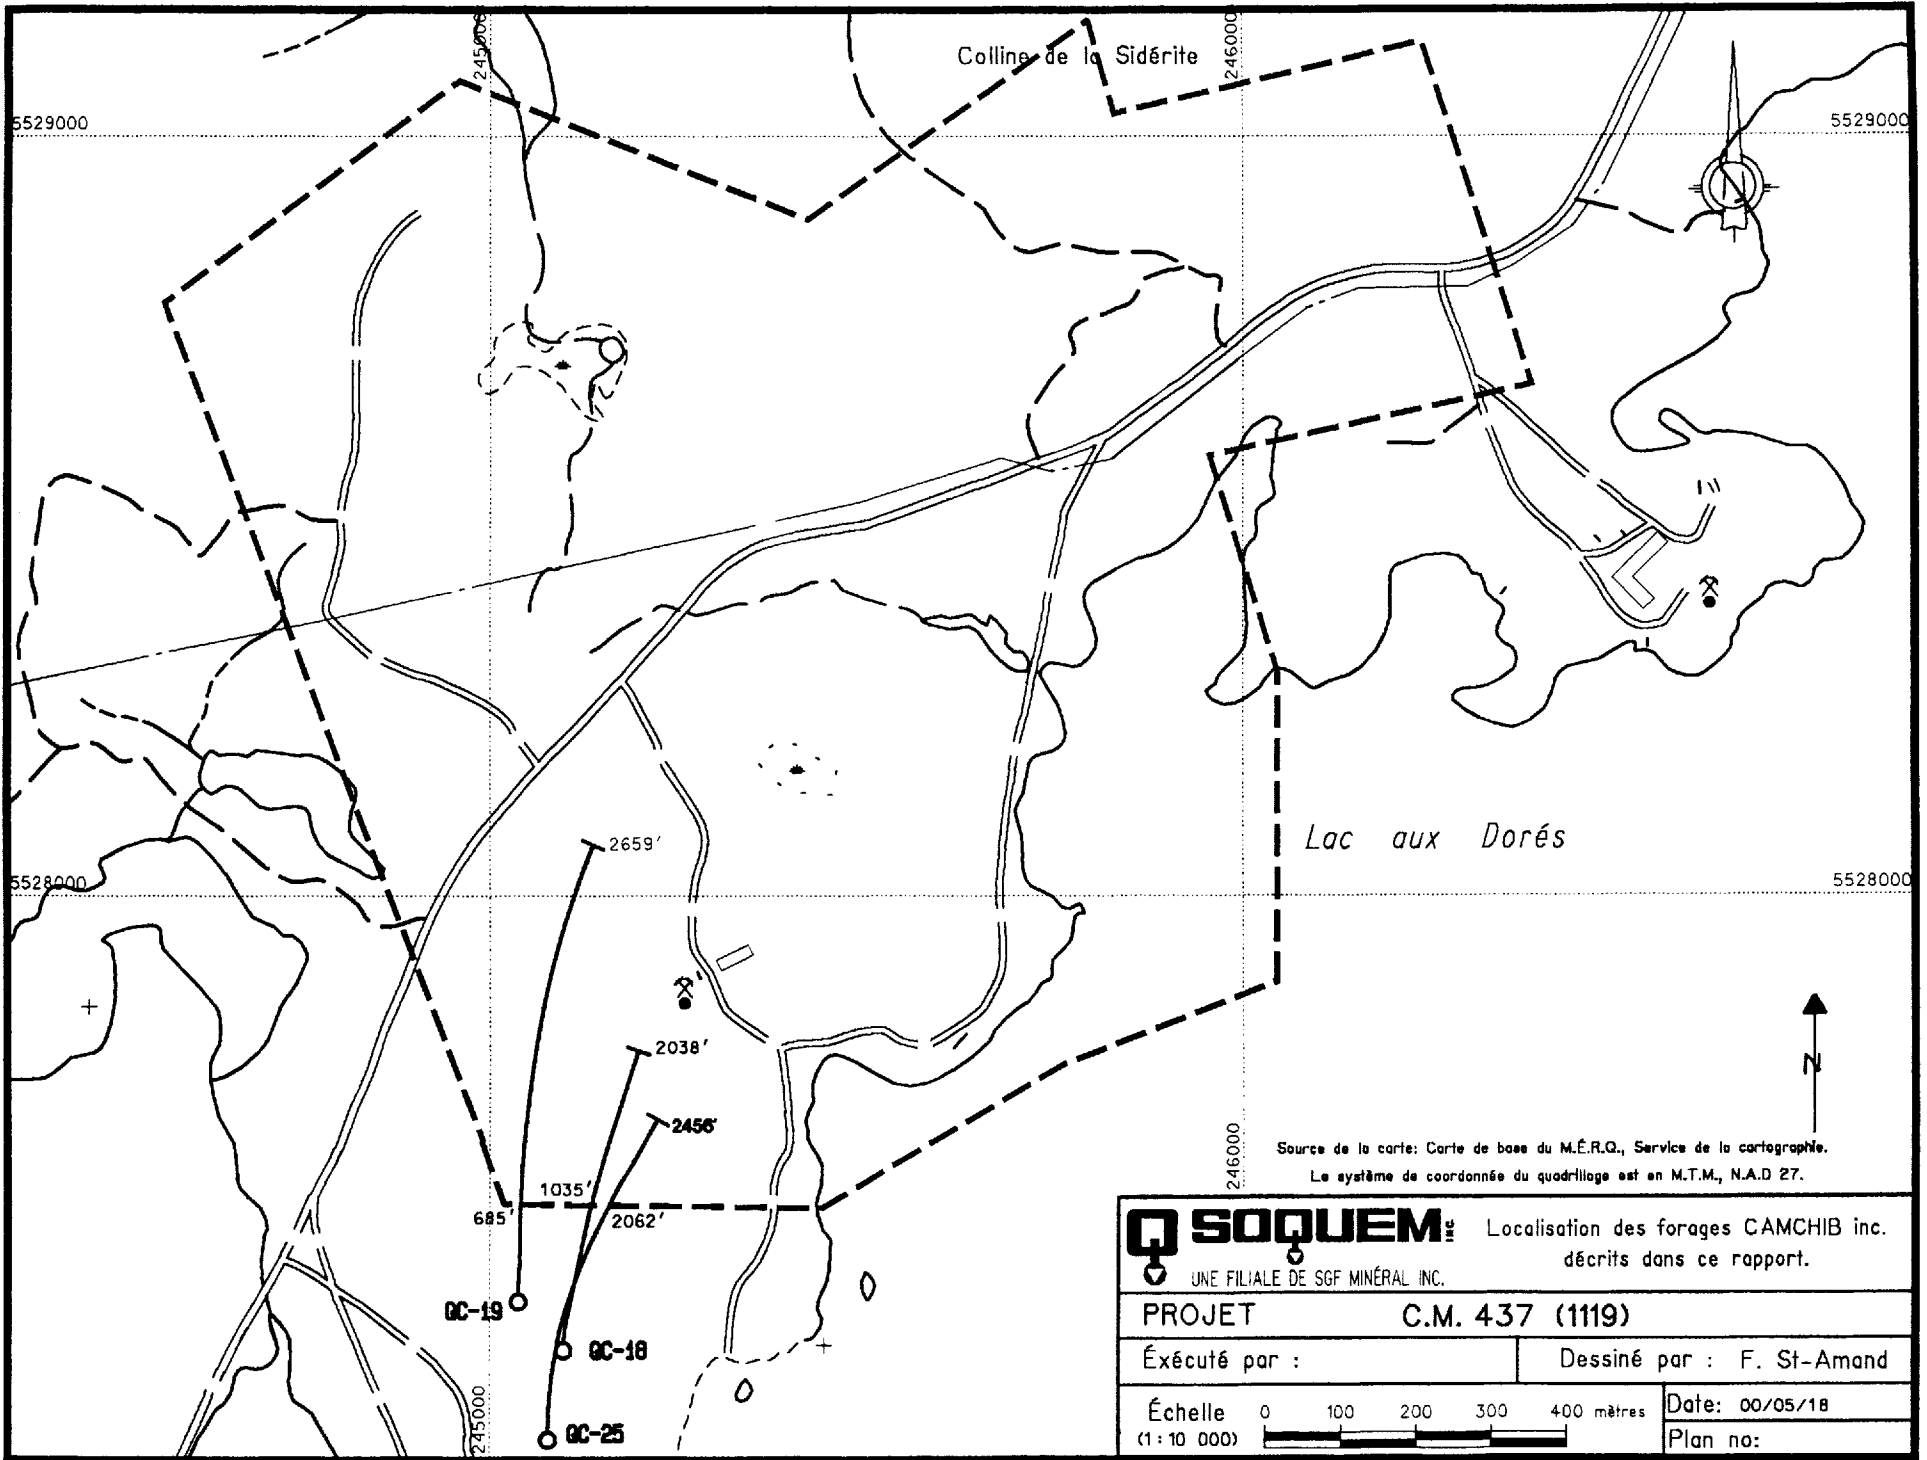 245000
246000
Colline de la Sidérite
5529000
5529000
2659'
Lac aux Dorés
5528000
5528000
2038'
2456'
N
246000
1035'
685'
2062'
QC-19
QC-18
QC-25
245000
Source de la carte: Carte de base du M.É.R.Q., Service de la cartographie.
Le système de coordonnée du quadrillage est en M.T.M., N.A.D 27.
SOQUEM INC.
UNE FILIALE DE SGF MINÉRAL INC.
Localisation des forages CAMCHIB inc.
décrits dans ce rapport.
PROJET C.M. 437 (1119)
Éxécuté par :
Dessiné par : F. St-Amand
Échelle
(1:10 000)
0 100 200 300 400 mètres
Date: 00/05/18
Plan no: